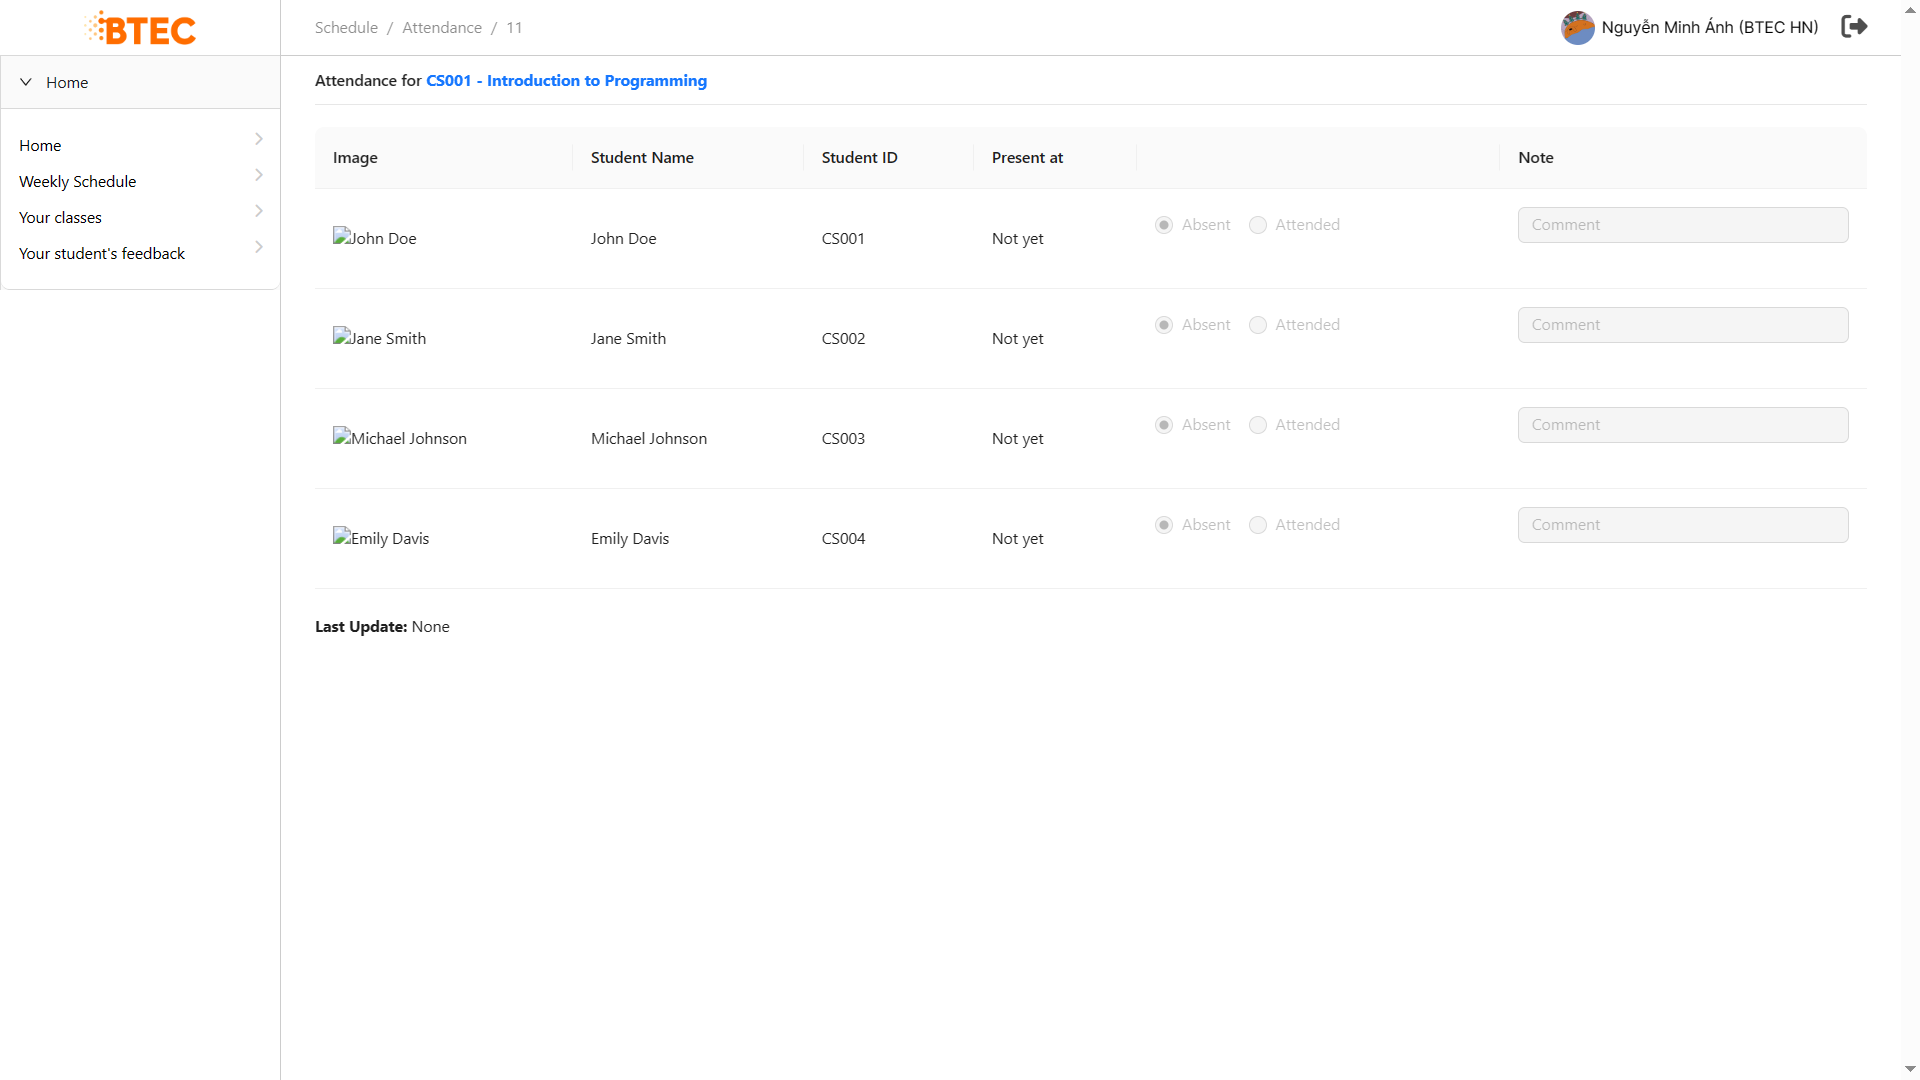 BTEC
Schedule / Attendance / 11
Nguyễn Minh Ánh (BTEC HN)
Home
Home
Weekly Schedule
Your classes
Your student's feedback
Attendance for CS001 - Introduction to Programming
Image Student Name Student ID Present at Note
John Doe John Doe CS001 Not yet Absent Attended Comment
Jane Smith Jane Smith CS002 Not yet Absent Attended Comment
Michael Johnson Michael Johnson CS003 Not yet Absent Attended Comment
Emily Davis Emily Davis CS004 Not yet Absent Attended Comment
Last Update: None